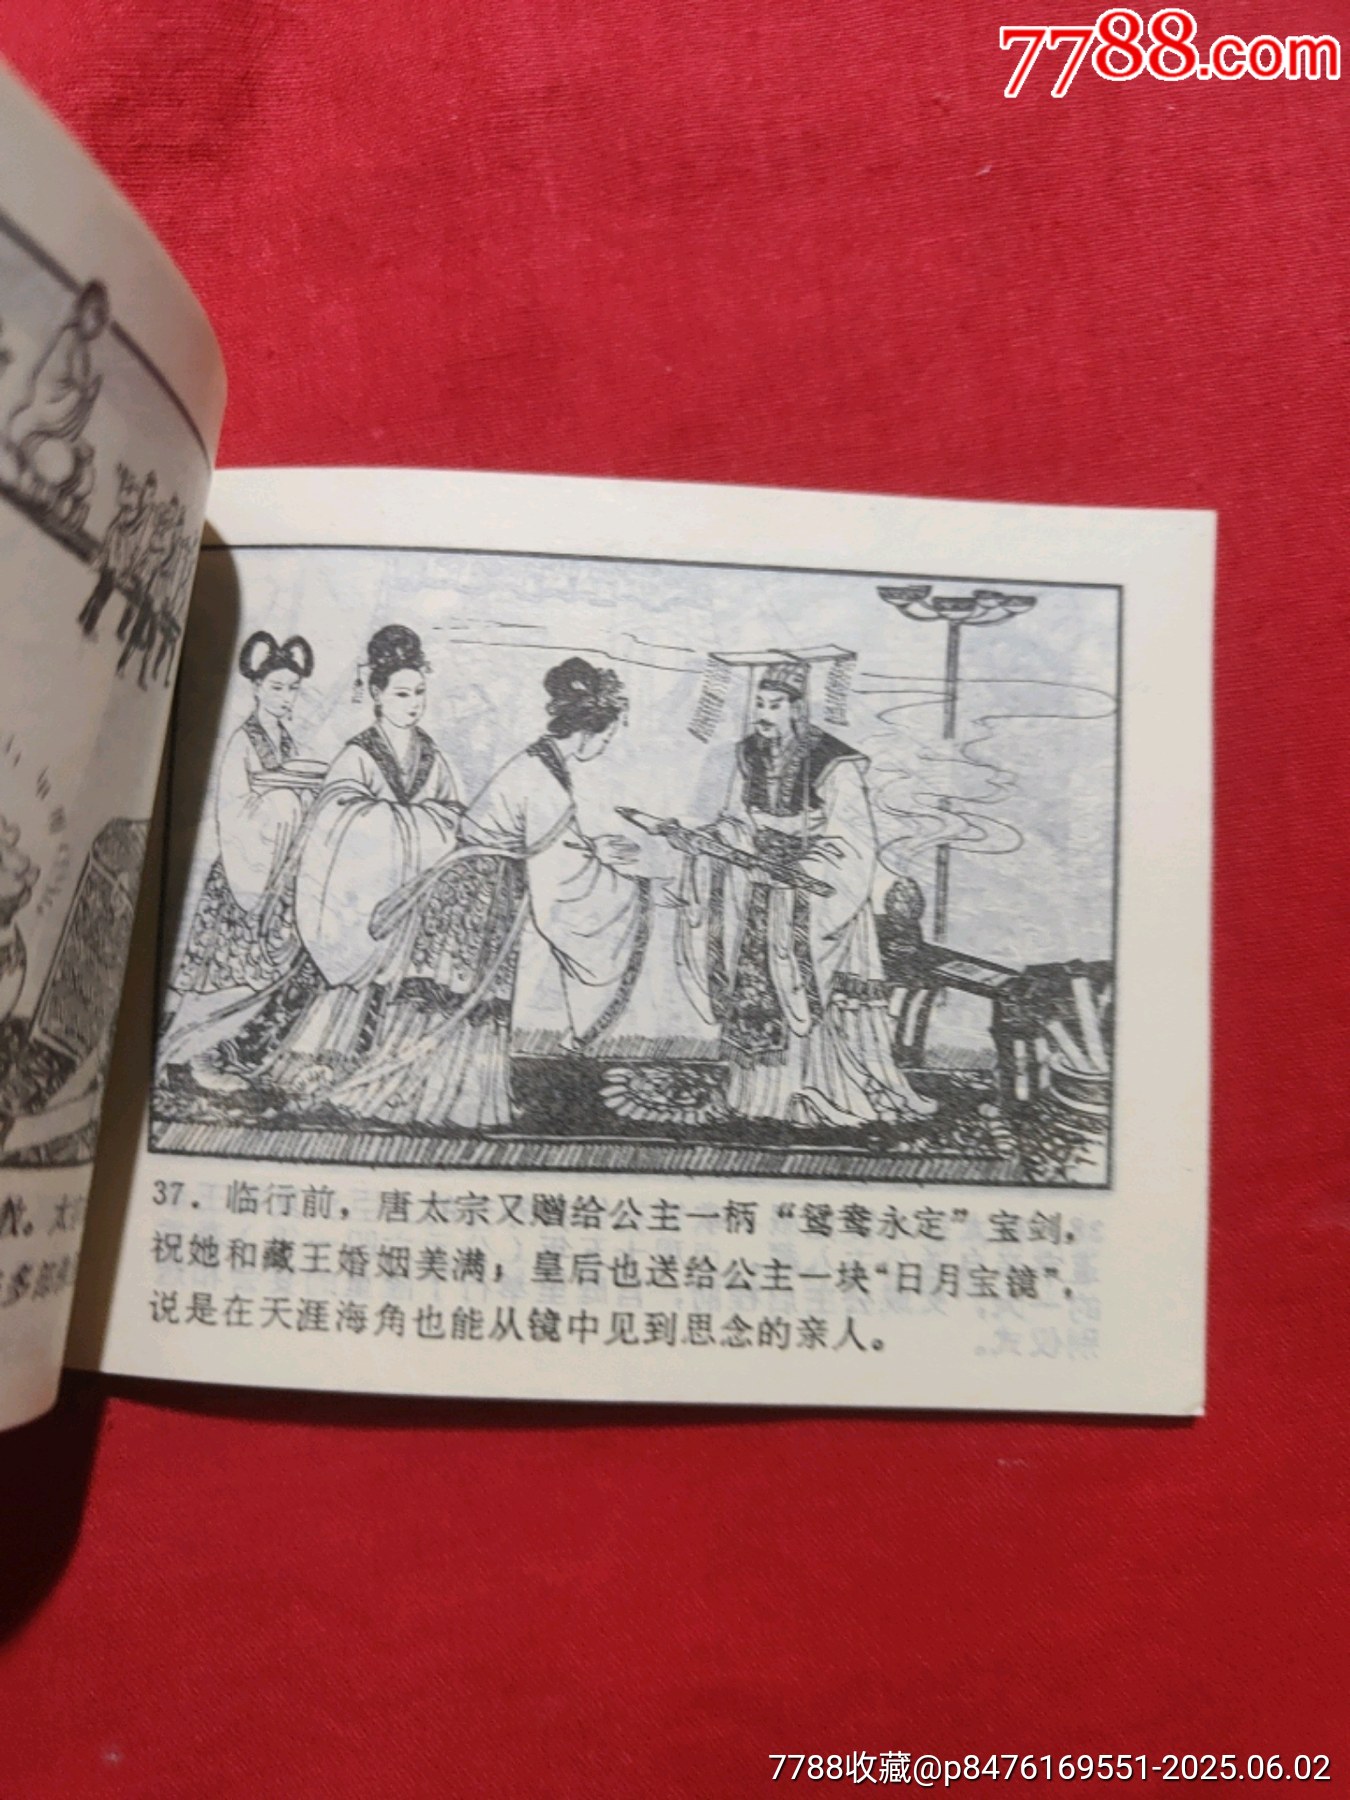 7788.com
37. 临行前，唐太宗又赠给公主一柄“鸳鸯永定”宝剑，
祝她和藏王婚姻美满；皇后也送给公主一块“日月宝镜”，
说是在天涯海角也能从镜中见到思念的亲人。
7788收藏@p8476169551-2025.06.02